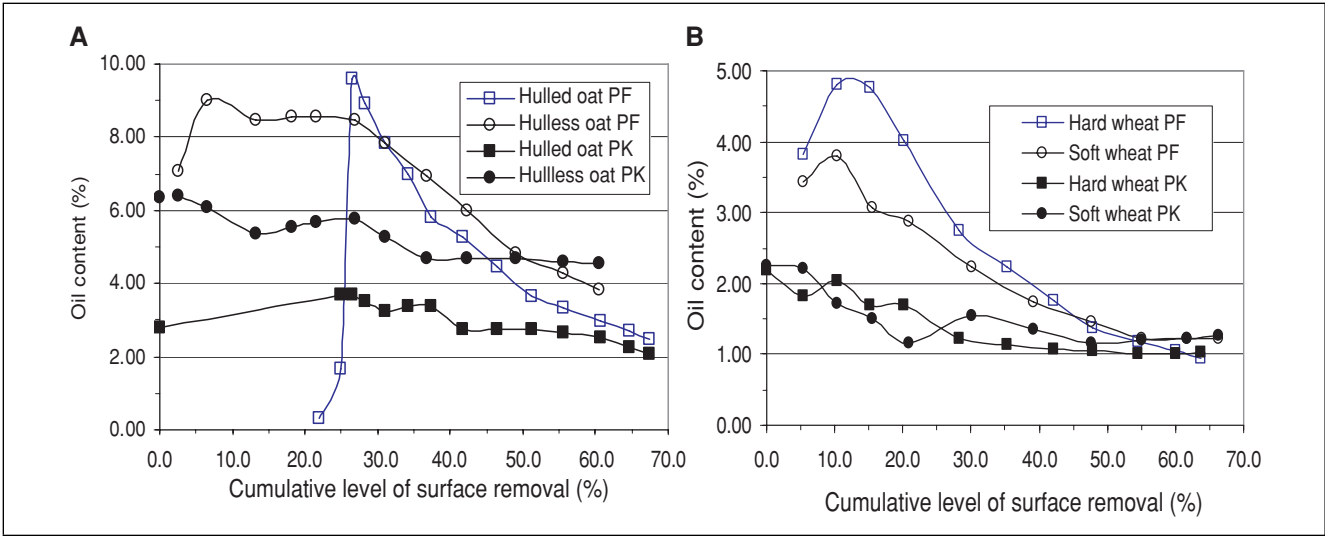 A
Oil content (%)
10.00
8.00
6.00
4.00
2.00
0.00
Hulled oat PF
Hulless oat PF
Hulled oat PK
Hullless oat PK
0.0 10.0 20.0 30.0 40.0 50.0 60.0 70.0
Cumulative level of surface removal (%)
B
Oil content (%)
5.00
4.00
3.00
2.00
1.00
0.00
Hard wheat PF
Soft wheat PF
Hard wheat PK
Soft wheat PK
0.0 10.0 20.0 30.0 40.0 50.0 60.0 70.0
Cumulative level of surface removal (%)